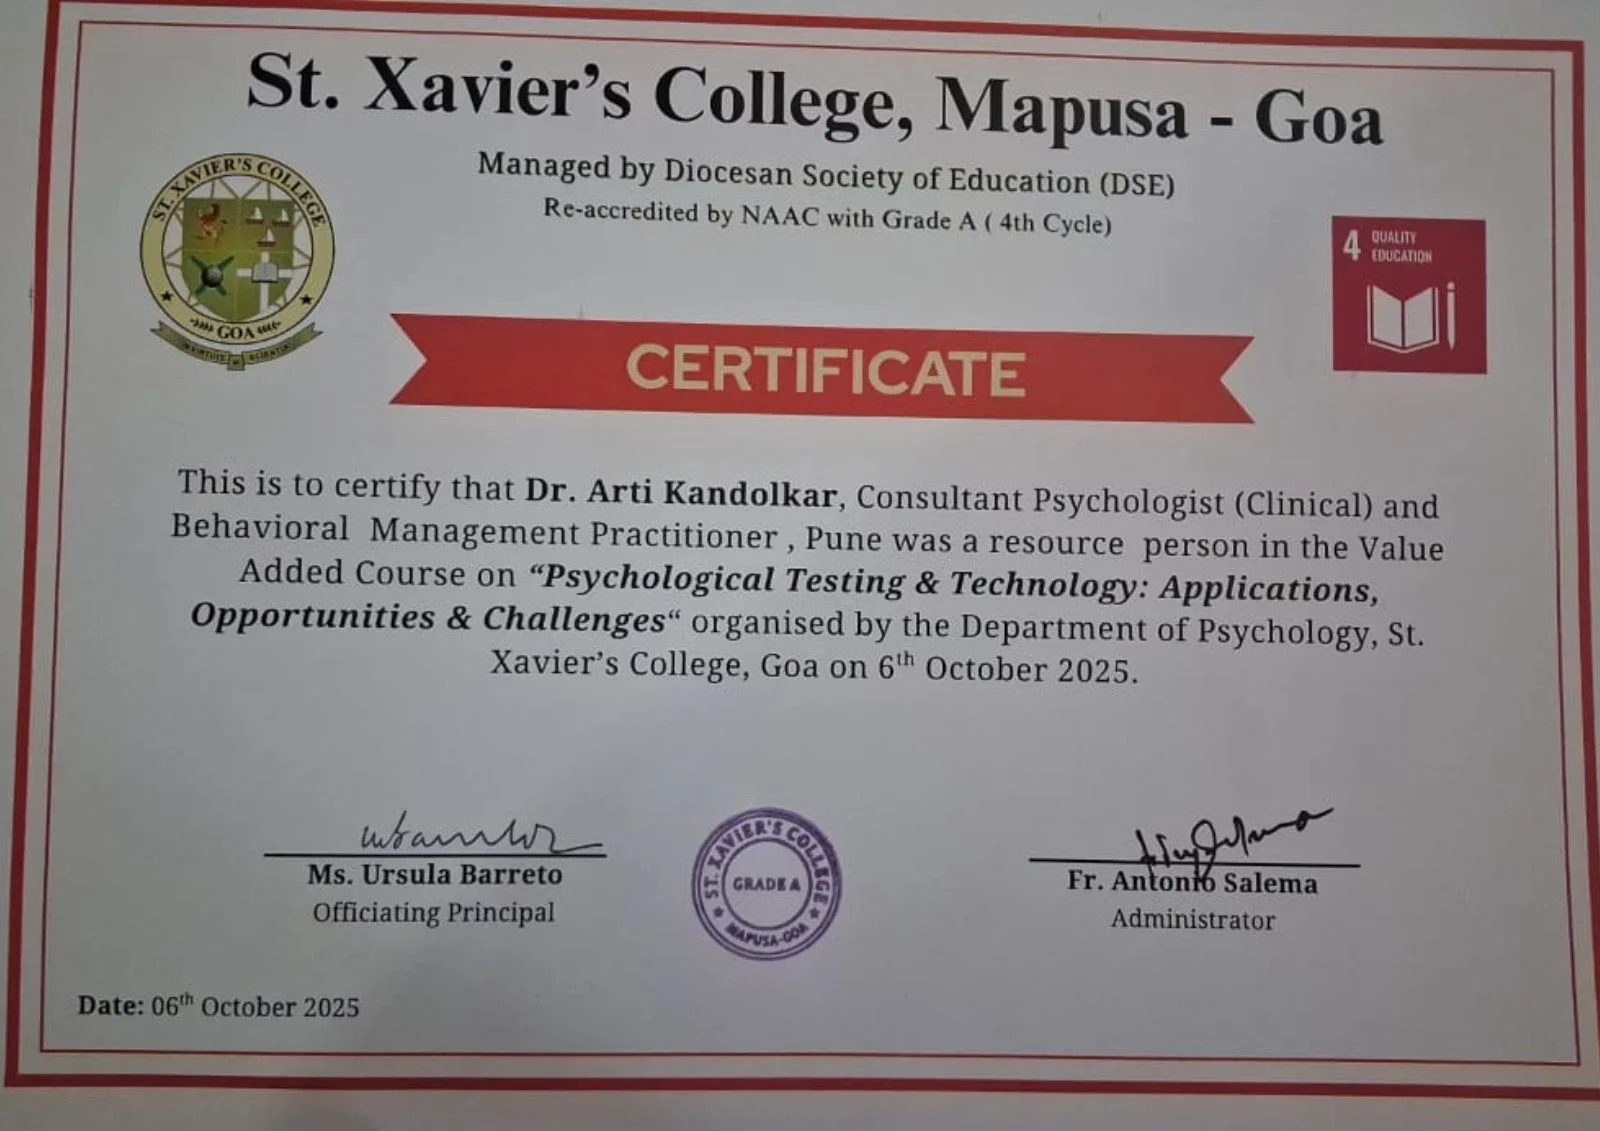 St. Xavier's College, Mapusa - Goa
Managed by Diocesan Society of Education (DSE)
Re-accredited by NAAC with Grade A ( 4th Cycle)
ST. XAVIER'S COLLEGE
GOA
4 QUALITY
EDUCATION
CERTIFICATE
This is to certify that Dr. Arti Kandolkar, Consultant Psychologist (Clinical) and
Behavioral Management Practitioner , Pune was a resource person in the Value
Added Course on “Psychological Testing & Technology: Applications,
Opportunities & Challenges“ organised by the Department of Psychology, St.
Xavier's College, Goa on 6th October 2025.
Ms. Ursula Barreto
Officiating Principal
ST. XAVIER'S COLLEGE
GRADE A
MAPUSA-GOA
Fr. Antonio Salema
Administrator
Date: 06th October 2025